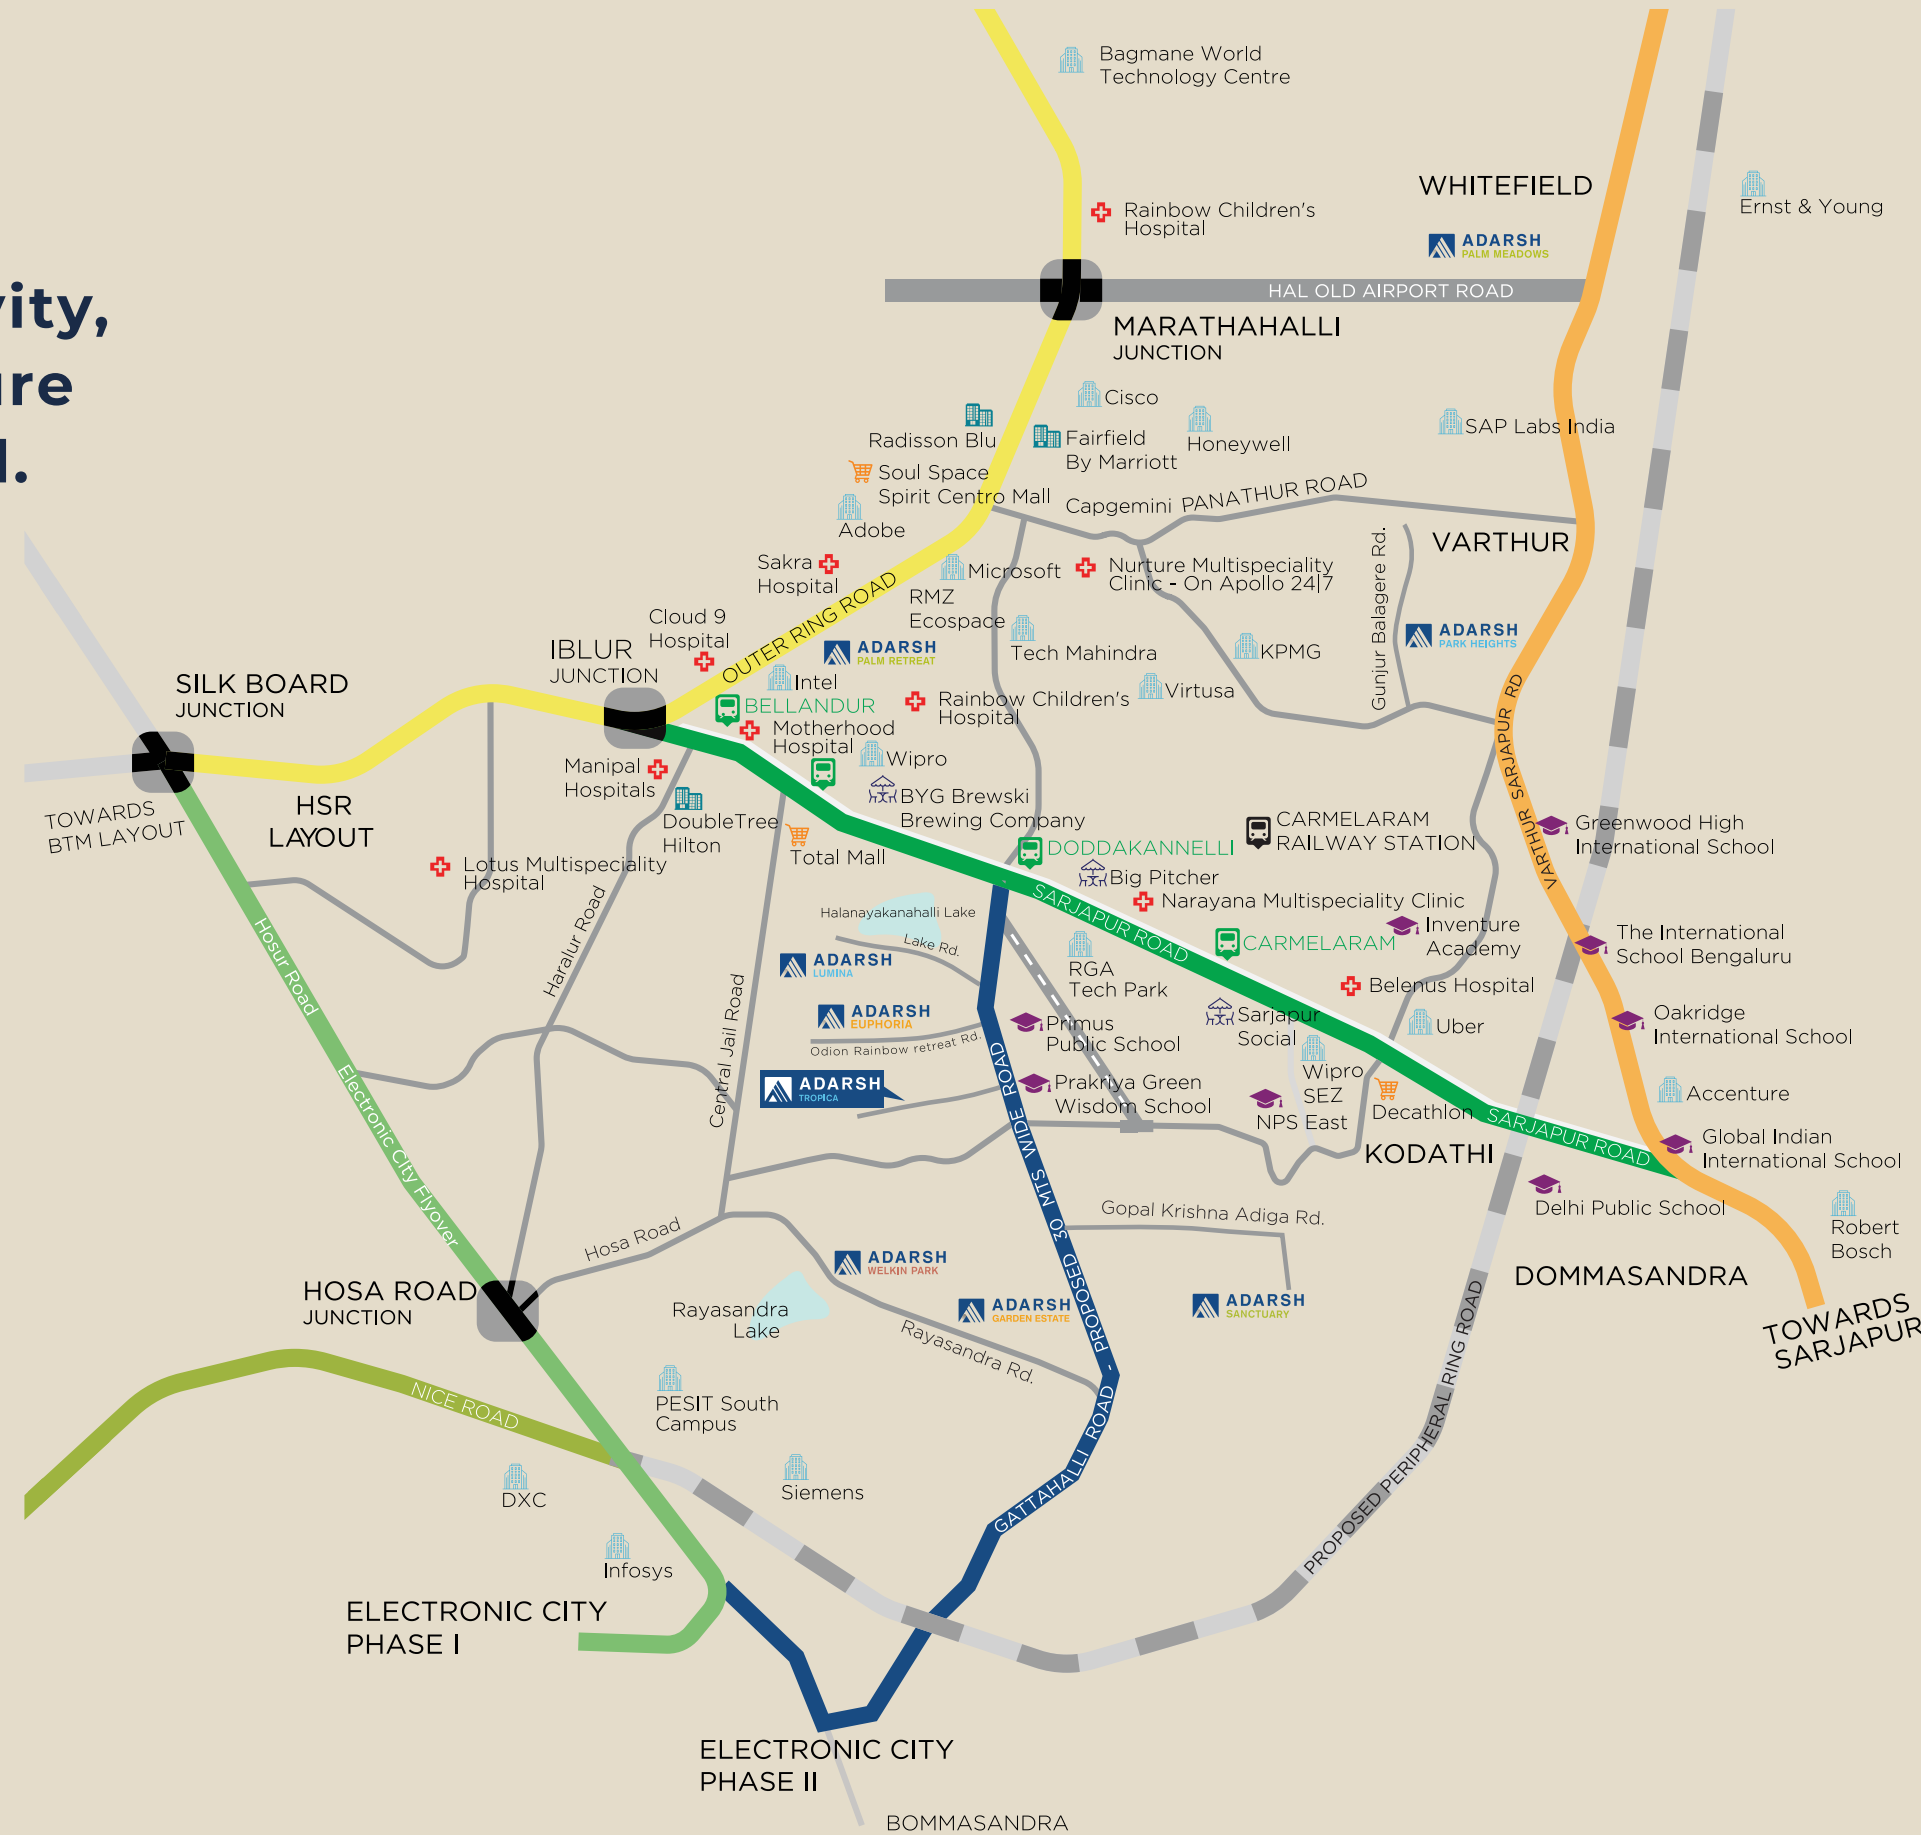 Bagmane World
Technology Centre
WHITEFIELD
Ernst & Young
Rainbow Children's
Hospital
ADARSH
PALM MEADOWS
HAL OLD AIRPORT ROAD
vity,
MARATHAHALLI
JUNCTION
ure
Cisco
Radisson Blu
Fairfield
By Marriott
Honeywell
SAP Labs India
d.
Soul Space
Spirit Centro Mall
Capgemini
PANATHUR ROAD
Adobe
VARTHUR
Gunjur Balagere Rd.
Sakra
Hospital
Microsoft
Nurture Multispeciality
Clinic - On Apollo 24|7
OUTER RING ROAD
RMZ
Ecospace
Cloud 9
Hospital
IBLUR
JUNCTION
ADARSH
PALM RETREAT
Tech Mahindra
KPMG
ADARSH
PARK HEIGHTS
SILK BOARD
JUNCTION
Intel
Virtusa
BELLANDUR
Rainbow Children's
Hospital
VARTHUR SARJAPUR RD
Motherhood
Hospital
Wipro
Manipal
Hospitals
TOWARDS
BTM LAYOUT
HSR
LAYOUT
BYG Brewski
Brewing Company
DoubleTree
Hilton
Total Mall
CARMELARAM
RAILWAY STATION
Greenwood High
International School
DODDAKANNELLI
Lotus Multispeciality
Hospital
Big Pitcher
Narayana Multispeciality Clinic
SARJAPUR ROAD
Haralur Road
Halanayakanahalli Lake
Lake Rd.
Inventure
Academy
CARMELARAM
The International
School Bengaluru
Hosur Road
ADARSH
LUMINA
RGA
Tech Park
Belenus Hospital
Central Jail Road
ADARSH
EUPHORIA
Primus
Public School
Sarjapur
Social
Uber
Oakridge
International School
Odion Rainbow retreat Rd.
Electronic City Flyover
ADARSH
TROPICA
Prakriya Green
Wisdom School
Wipro
SEZ
NPS East
Decathlon
Accenture
SARJAPUR ROAD
KODATHI
Global Indian
International School
Delhi Public School
Gopal Krishna Adiga Rd.
Robert
Bosch
Hosa Road
ADARSH
WELKIN PARK
DOMMASANDRA
HOSA ROAD
JUNCTION
Rayasandra
Lake
ADARSH
GARDEN ESTATE
ADARSH
SANCTUARY
TOWARDS
SARJAPUR
Rayasandra Rd.
GATTAHALLI ROAD - PROPOSED 30 MTS WIDE ROAD
PROPOSED PERIPHERAL RING ROAD
NICE ROAD
PESIT South
Campus
DXC
Siemens
Infosys
ELECTRONIC CITY
PHASE I
ELECTRONIC CITY
PHASE II
BOMMASANDRA